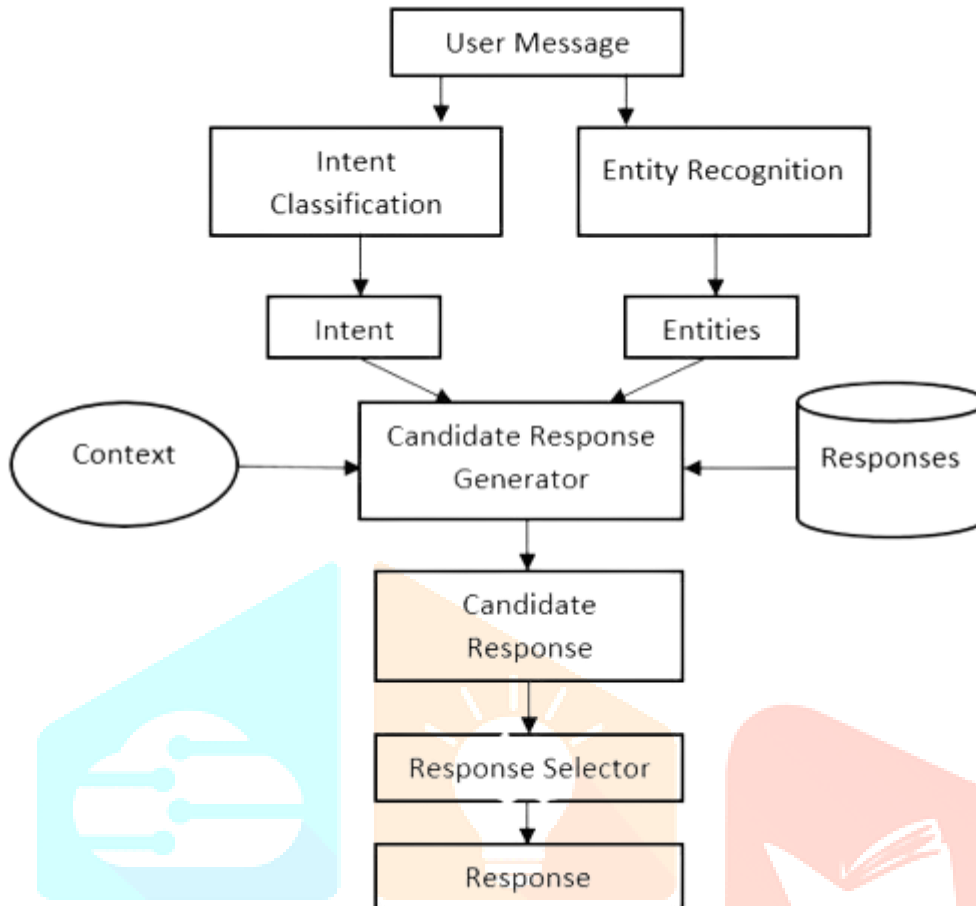 User Message
Intent
Classification
Entity Recognition
Intent
Entities
Context
Candidate Response
Generator
Responses
Candidate
Response
Response Selector
Response